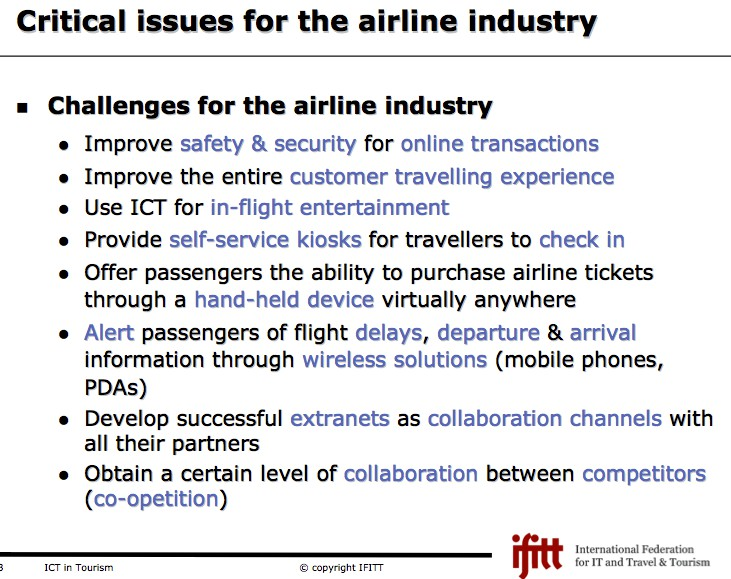 Critical issues for the airline industry
Challenges for the airline industry
Improve safety & security for online transactions
Improve the entire customer travelling experience
Use ICT for in-flight entertainment
Provide self-service kiosks for travellers to check in
Offer passengers the ability to purchase airline tickets
through a hand-held device virtually anywhere
Alert passengers of flight delays, departure & arrival
information through wireless solutions (mobile phones,
PDAs)
Develop successful extranets as collaboration channels with
all their partners
Obtain a certain level of collaboration between competitors
(co-opetition)
ICT in Tourism
© copyright IFITT
ifitt
International Federation
for IT and Travel & Tourism